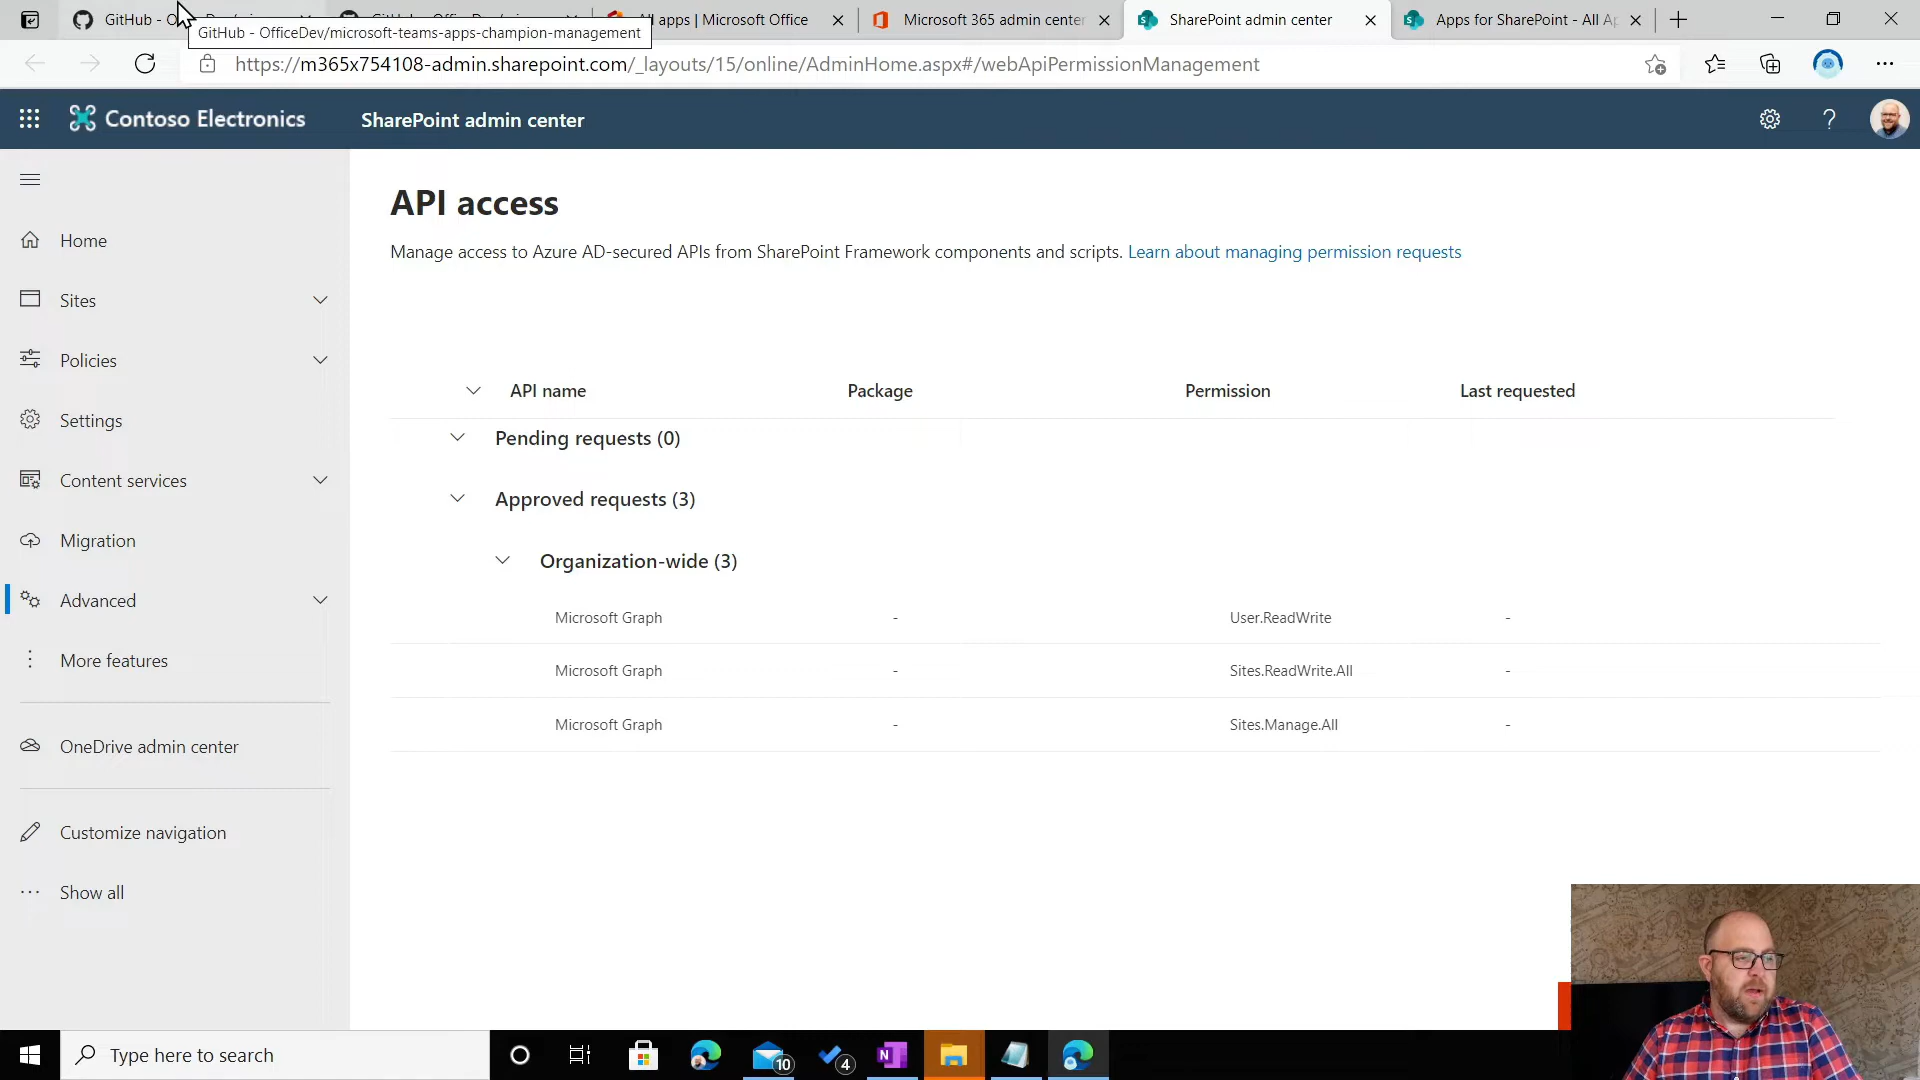 GitHub - O
All apps | Microsoft Office
Microsoft 365 admin center
SharePoint admin center
Apps for SharePoint - All Ap
GitHub - OfficeDev/microsoft-teams-apps-champion-management
https://m365x754108-admin.sharepoint.com/_layouts/15/online/AdminHome.aspx#/webApiPermissionManagement
Contoso Electronics
SharePoint admin center
?
API access
Manage access to Azure AD-secured APIs from SharePoint Framework components and scripts. Learn about managing permission requests
Home
Sites
Policies
Settings
Content services
Migration
Advanced
More features
OneDrive admin center
Customize navigation
Show all
API name Package Permission Last requested
Pending requests (0)
Approved requests (3)
Organization-wide (3)
Microsoft Graph - User.ReadWrite -
Microsoft Graph - Sites.ReadWrite.All -
Microsoft Graph - Sites.Manage.All -
Type here to search
10
4
N